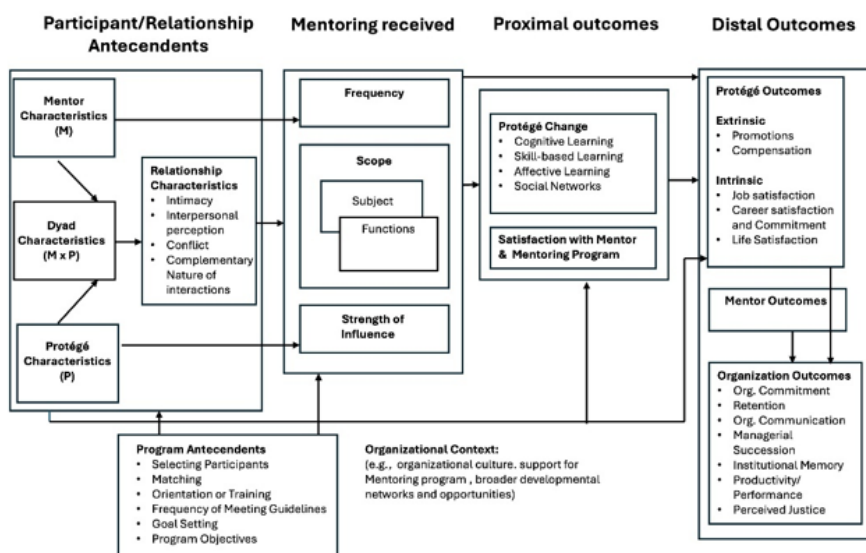 Participant/Relationship
Antecendents
Mentoring received
Proximal outcomes
Distal Outcomes
Mentor
Characteristics
(M)
Dyad
Characteristics
(M x P)
Protégé
Characteristics
(P)
Relationship
Characteristics
• Intimacy
• Interpersonal
perception
• Conflict
• Complementary
Nature of
interactions
Frequency
Scope
Subject
Functions
Strength of
Influence
Protégé Change
• Cognitive Learning
• Skill-based Learning
• Affective Learning
• Social Networks
Satisfaction with Mentor
& Mentoring Program
Protégé Outcomes
Extrinsic
• Promotions
• Compensation
Intrinsic
• Job satisfaction
• Career satisfaction
and Commitment
• Life Satisfaction
Mentor Outcomes
Organization Outcomes
• Org. Commitment
• Retention
• Org. Communication
• Managerial
Succession
• Institutional Memory
• Productivity/
Performance
• Perceived Justice
Program Antecendents
• Selecting Participants
• Matching
• Orientation or Training
• Frequency of Meeting Guidelines
• Goal Setting
• Program Objectives
Organizational Context:
(e.g., organizational culture. support for
Mentoring program , broader developmental
networks and opportunities)